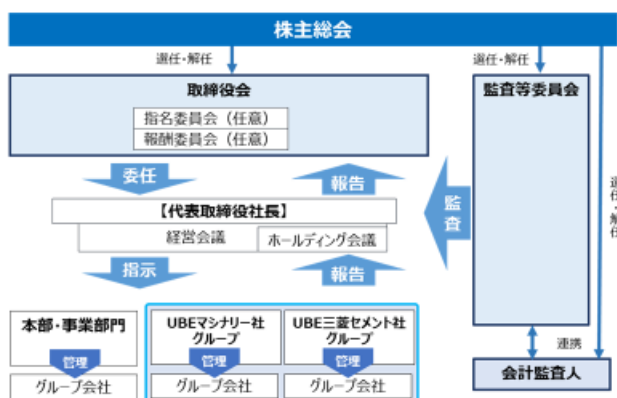 株主総会
選任・解任
選任・解任
取締役会
指名委員会（任意）
報酬委員会（任意）
監査等委員会
委任
報告
監査
選任・解任
【代表取締役社長】
経営会議
ホールディング会議
指示
報告
本部・事業部門
管理
グループ会社
UBEマシナリー社
グループ
管理
グループ会社
UBE三菱セメント社
グループ
管理
グループ会社
連携
会計監査人